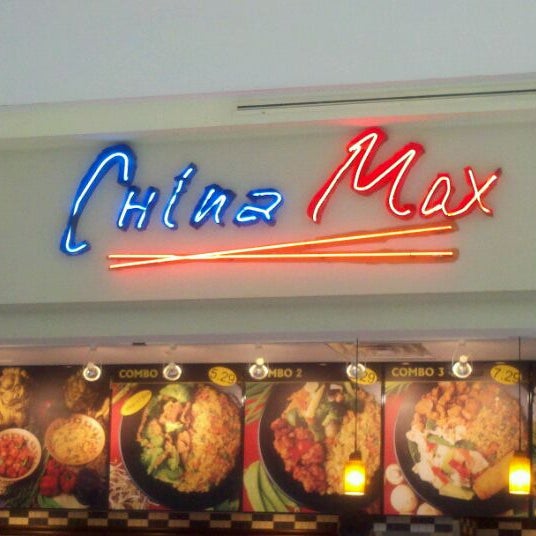 China Max
COMBO 5.29
COMBO 2
COMBO 3 7.29